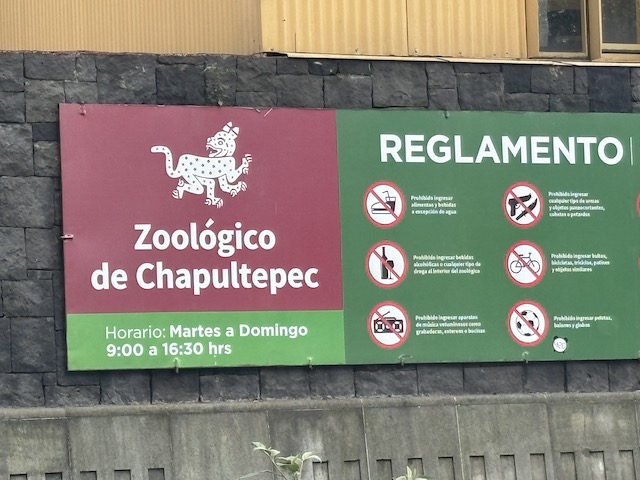 Zoológico
de Chapultepec
Horario: Martes a Domingo
9:00 a 16:30 hrs
REGLAMENTO
Prohibido ingresar
alimentos y bebidas
a excepción de agua
Prohibido ingresar
cualquier tipo de armas
y objetos punzocortantes,
cohetes o petardos
Prohibido ingresar bebidas
alcohólicas o cualquier tipo de
droga al interior del zoológico
Prohibido ingresar bultos,
bicicletas, triciclos, patines
y objetos similares
Prohibido ingresar aparatos
de música voluminosos como
grabadoras, estereos o bocinas
Prohibido ingresar pelotas,
balones y globos